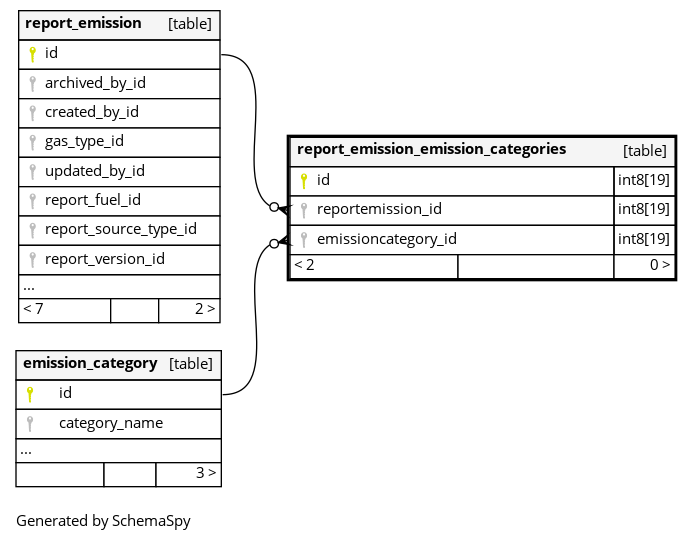 report_emission [table]
id
archived_by_id
created_by_id
gas_type_id
updated_by_id
report_fuel_id
report_source_type_id
report_version_id
...
< 7 2 >
report_emission_emission_categories [table]
id int8[19]
reportemission_id int8[19]
emissioncategory_id int8[19]
< 2 0 >
emission_category [table]
id
category_name
...
3 >
Generated by SchemaSpy